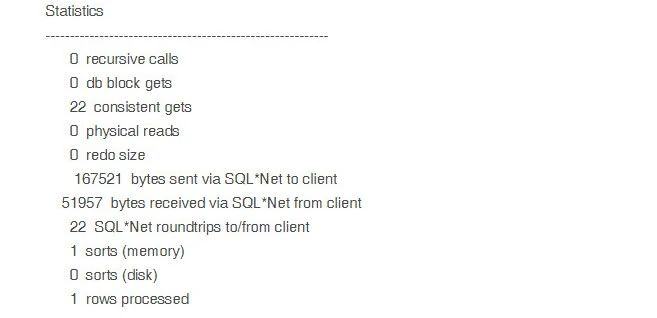 Statistics
----------------------------------------------------------
0 recursive calls
0 db block gets
22 consistent gets
0 physical reads
0 redo size
167521 bytes sent via SQL*Net to client
51957 bytes received via SQL*Net from client
22 SQL*Net roundtrips to/from client
1 sorts (memory)
0 sorts (disk)
1 rows processed